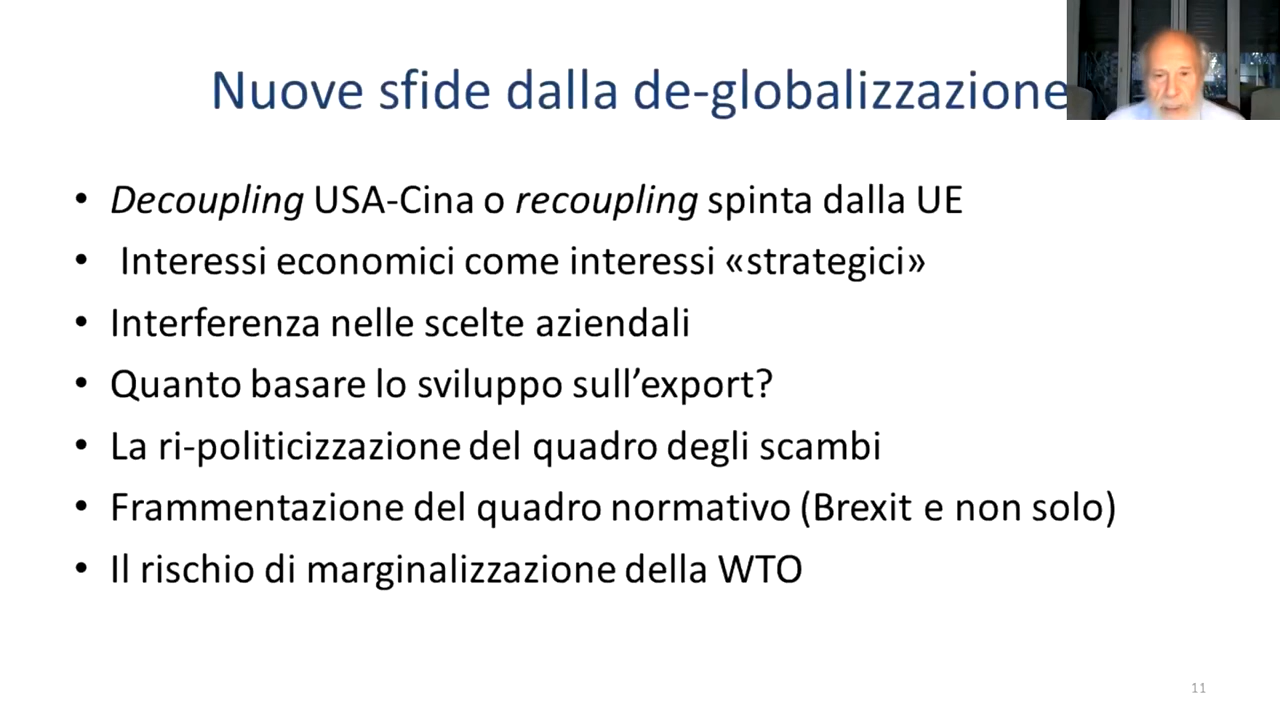 Nuove sfide dalla de-globalizzazione
• Decoupling USA-Cina o recoupling spinta dalla UE
• Interessi economici come interessi «strategici»
• Interferenza nelle scelte aziendali
• Quanto basare lo sviluppo sull’export?
• La ri-politicizzazione del quadro degli scambi
• Frammentazione del quadro normativo (Brexit e non solo)
• Il rischio di marginalizzazione della WTO
11